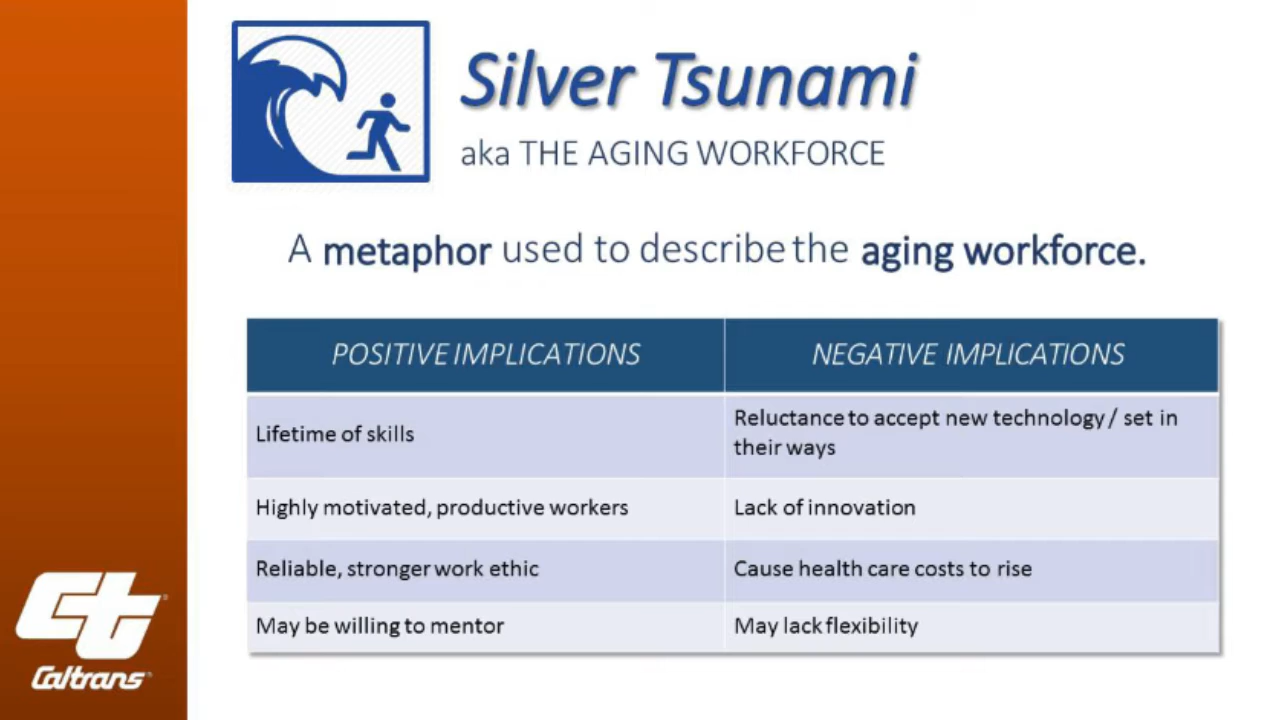 Silver Tsunami
aka THE AGING WORKFORCE
A metaphor used to describe the aging workforce.
POSITIVE IMPLICATIONS
NEGATIVE IMPLICATIONS
Lifetime of skills
Reluctance to accept new technology / set in
their ways
Highly motivated, productive workers
Lack of innovation
Reliable, stronger work ethic
Cause health care costs to rise
May be willing to mentor
May lack flexibility
Ct
Caltrans